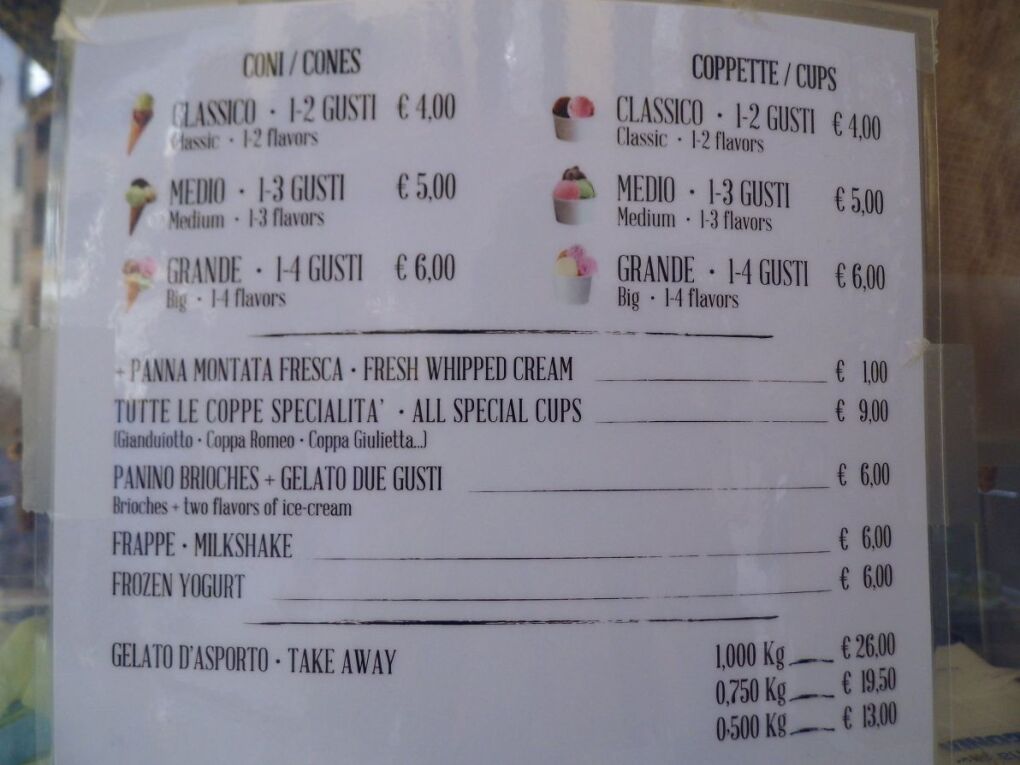 CONI / CONES
CLASSICO · 1-2 GUSTI € 4,00
Classic · 1-2 flavors
MEDIO · 1-3 GUSTI € 5,00
Medium · 1-3 flavors
GRANDE · 1-4 GUSTI € 6,00
Big · 1-4 flavors
COPPETTE / CUPS
CLASSICO · 1-2 GUSTI € 4,00
Classic · 1-2 flavors
MEDIO · 1-3 GUSTI € 5,00
Medium · 1-3 flavors
GRANDE · 1-4 GUSTI € 6,00
Big · 1-4 flavors
+ PANNA MONTATA FRESCA · FRESH WHIPPED CREAM € 1,00
TUTTE LE COPPE SPECIALITA' · ALL SPECIAL CUPS € 9,00
(Gianduiotto · Coppa Romeo · Coppa Giulietta...)
PANINO BRIOCHES + GELATO DUE GUSTI € 6,00
Brioches + two flavors of ice-cream
FRAPPE · MILKSHAKE € 6,00
FROZEN YOGURT € 6,00
GELATO D'ASPORTO · TAKE AWAY 1,000 Kg € 26,00
0,750 Kg € 19,50
0,500 Kg € 13,00